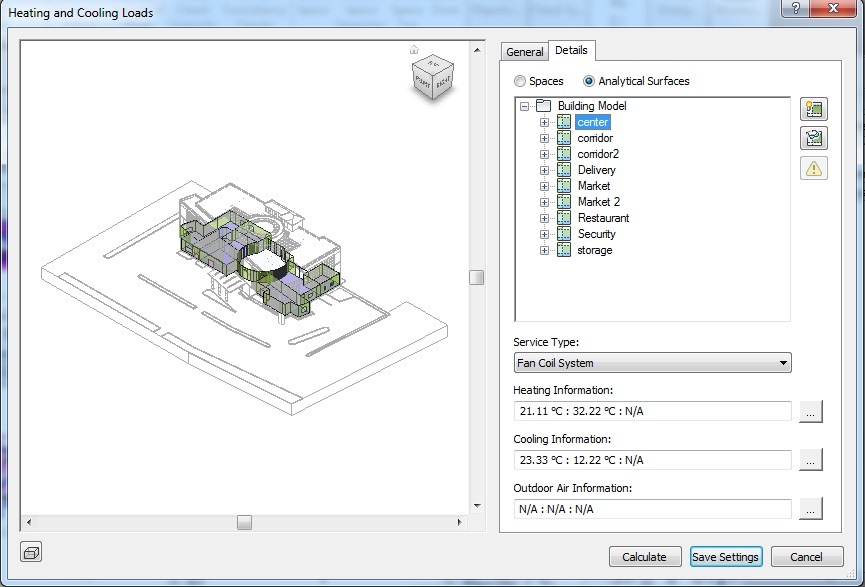 Heating and Cooling Loads
?
X
General Details
Spaces Analytical Surfaces
Building Model
center
corridor
corridor2
Delivery
Market
Market 2
Restaurant
Security
storage
Service Type:
Fan Coil System
Heating Information:
21.11 °C : 32.22 °C : N/A
...
Cooling Information:
23.33 °C : 12.22 °C : N/A
...
Outdoor Air Information:
N/A : N/A : N/A
...
Calculate Save Settings Cancel